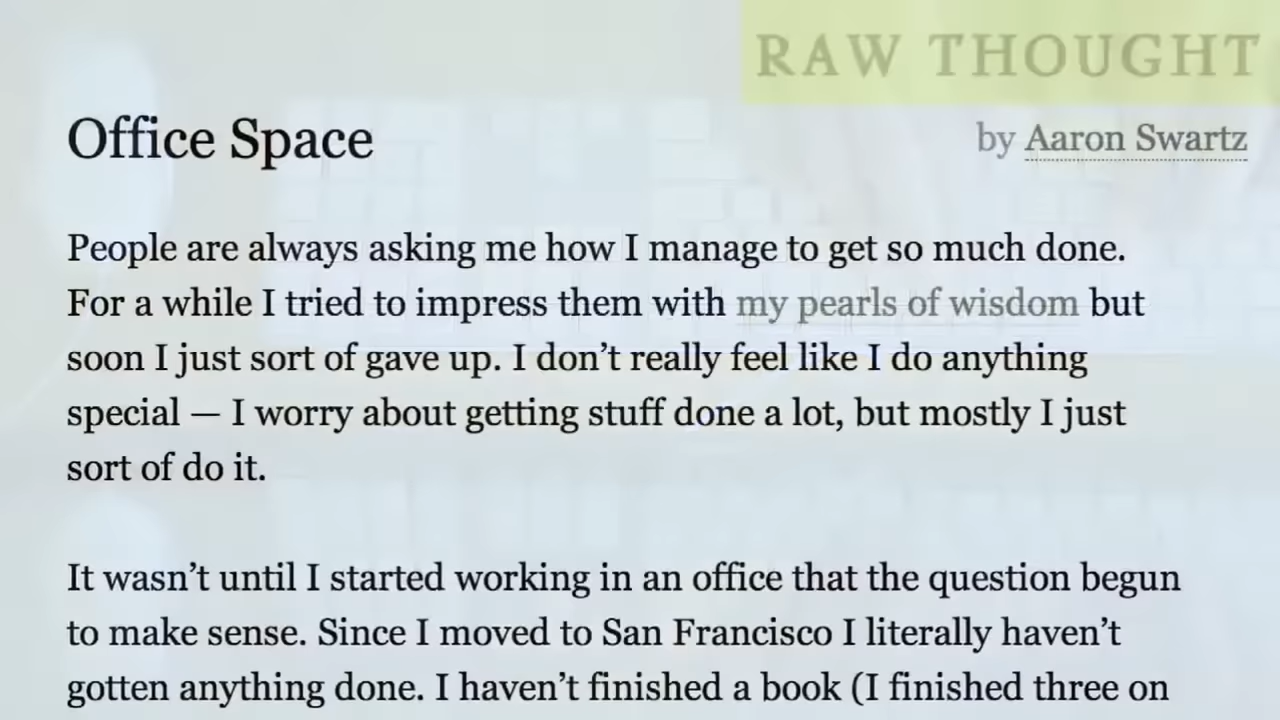 RAW THOUGHT
Office Space
by Aaron Swartz
People are always asking me how I manage to get so much done.
For a while I tried to impress them with my pearls of wisdom but
soon I just sort of gave up. I don’t really feel like I do anything
special — I worry about getting stuff done a lot, but mostly I just
sort of do it.
It wasn’t until I started working in an office that the question begun
to make sense. Since I moved to San Francisco I literally haven’t
gotten anything done. I haven’t finished a book (I finished three on